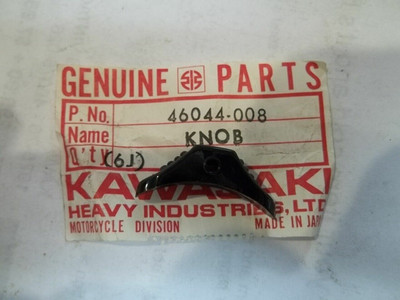 GENUINE PARTS
P. No. 46044-008
Name KNOB
Q'ty (6J)
KAWASAKI
HEAVY INDUSTRIES, LTD
MOTORCYCLE DIVISION MADE IN JAPAN